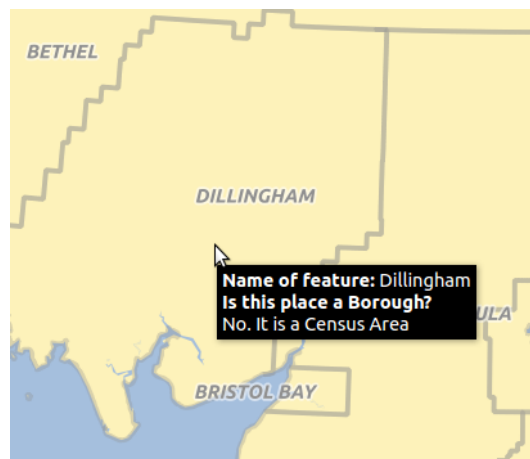 BETHEL
DILLINGHAM
Name of feature: Dillingham
Is this place a Borough?
No. It is a Census Area
ULA
BRISTOL BAY